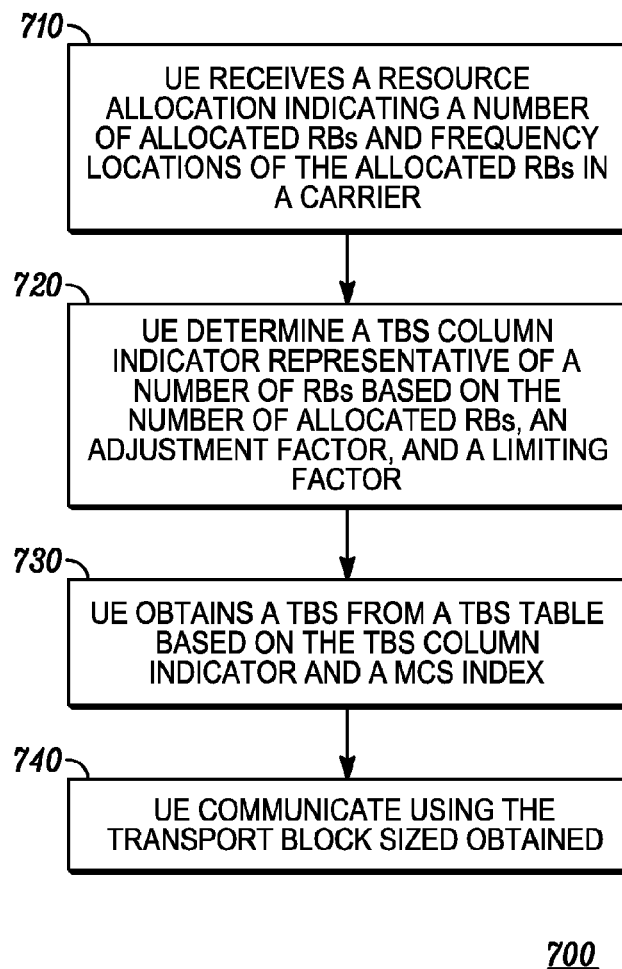 710
UE RECEIVES A RESOURCE
ALLOCATION INDICATING A NUMBER
OF ALLOCATED RBs AND FREQUENCY
LOCATIONS OF THE ALLOCATED RBs IN
A CARRIER
720
UE DETERMINE A TBS COLUMN
INDICATOR REPRESENTATIVE OF A
NUMBER OF RBs BASED ON THE
NUMBER OF ALLOCATED RBs, AN
ADJUSTMENT FACTOR, AND A LIMITING
FACTOR
730
UE OBTAINS A TBS FROM A TBS TABLE
BASED ON THE TBS COLUMN
INDICATOR AND A MCS INDEX
740
UE COMMUNICATE USING THE
TRANSPORT BLOCK SIZED OBTAINED
700